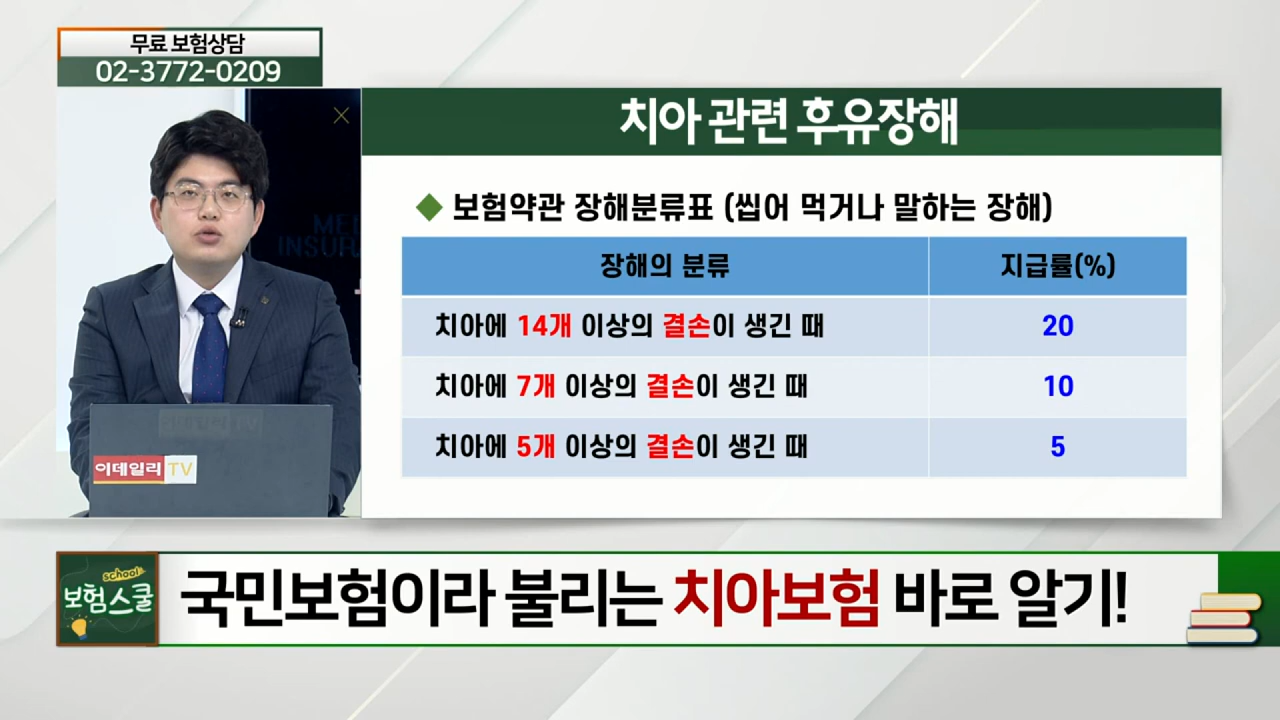 무료 보험상담
02-3772-0209
치아 관련 후유장해
◆ 보험약관 장해분류표 (씹어 먹거나 말하는 장해)
장해의 분류 지급률(%)
치아에 14개 이상의 결손이 생긴 때 20
치아에 7개 이상의 결손이 생긴 때 10
치아에 5개 이상의 결손이 생긴 때 5
이데일리 TV
school
보험스쿨
국민보험이라 불리는 치아보험 바로 알기!